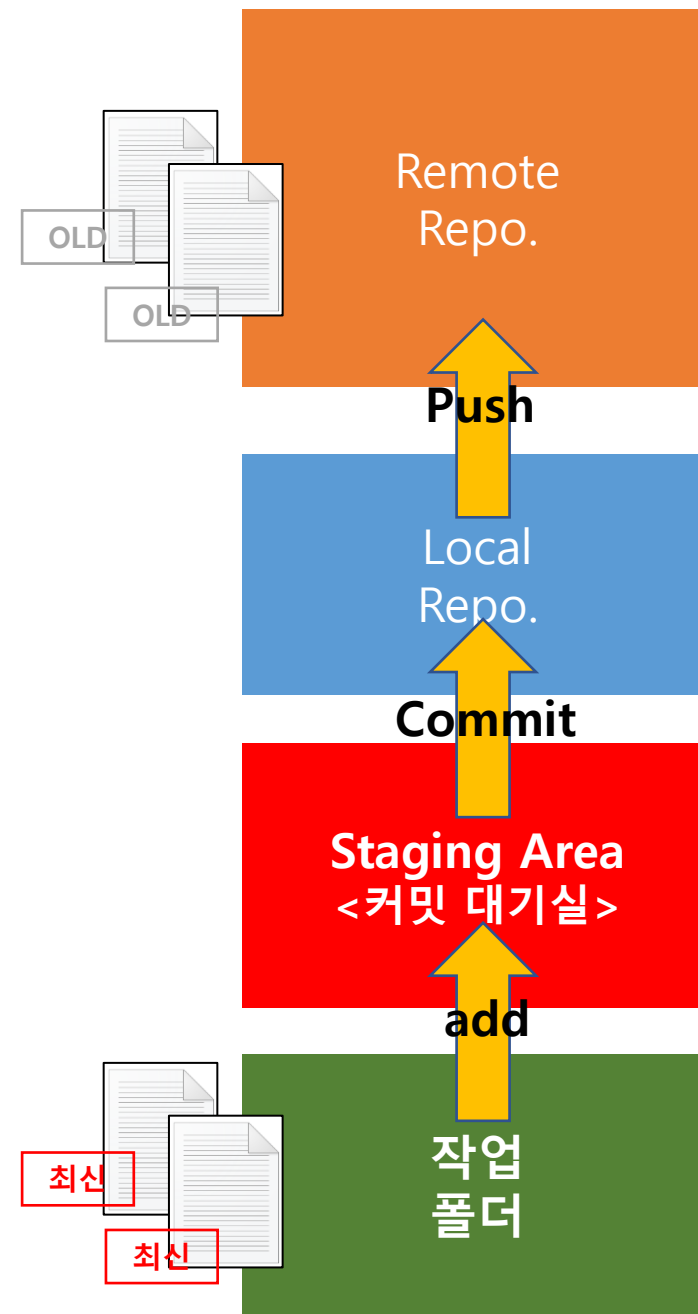 Remote
Repo.
OLD
OLD
Push
Local
Repo.
Commit
Staging Area
<커밋 대기실>
add
작업
폴더
최신
최신